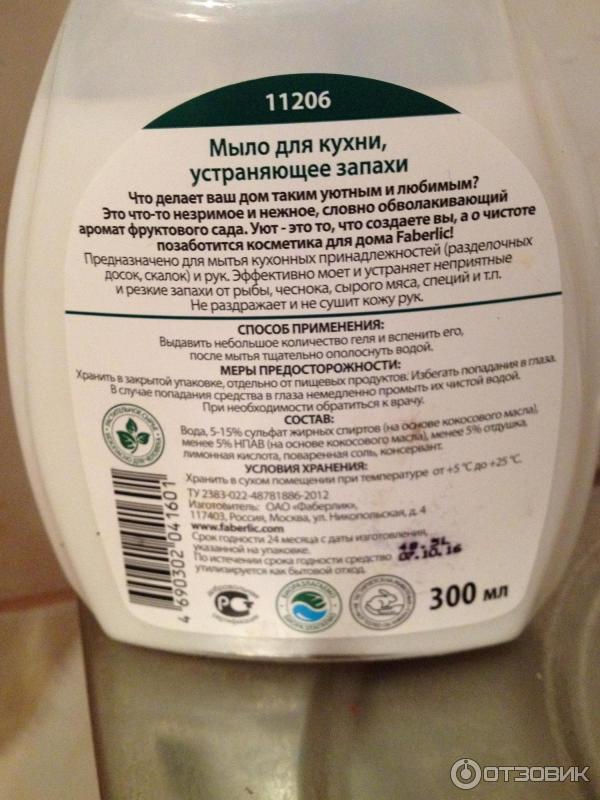 11206
Мыло для кухни,
устраняющее запахи
Что делает ваш дом таким уютным и любимым?
Это что-то незримое и нежное, словно обволакивающий
аромат фруктового сада. Уют - это то, что создаете вы, а о чистоте
позаботится косметика для дома Faberlic!
Предназначено для мытья кухонных принадлежностей (разделочных
досок, скалок) и рук. Эффективно моет и устраняет неприятные
и резкие запахи от рыбы, чеснока, сырого мяса, специй и т.п.
Не раздражает и не сушит кожу рук.
СПОСОБ ПРИМЕНЕНИЯ:
Выдавить небольшое количество геля и вспенить его,
после мытья тщательно ополоснуть водой.
МЕРЫ ПРЕДОСТОРОЖНОСТИ:
Хранить в закрытой упаковке, отдельно от пищевых продуктов. Избегать попадания в глаза.
В случае попадания средства в глаза немедленно промыть их чистой водой.
При необходимости обратиться к врачу.
СОСТАВ:
Вода, 5-15% сульфат жирных спиртов (на основе кокосового масла),
менее 5% НПАВ (на основе кокосового масла), менее 5% отдушка,
лимонная кислота, поваренная соль, консервант.
УСЛОВИЯ ХРАНЕНИЯ:
Хранить в сухом помещении при температуре от +5 °С до +25 °С.
ТУ 2383-022-48781886-2012
Изготовитель: ОАО «Фаберлик»,
117403, Россия, Москва, ул. Никопольская, д. 4
www.faberlic.com
Срок годности 24 месяца с даты изготовления,
указанной на упаковке.
По истечении срока годности средство
утилизируется как бытовой отход.
07.10.16
4 690302 041601
300 мл
ОТЗОВИК